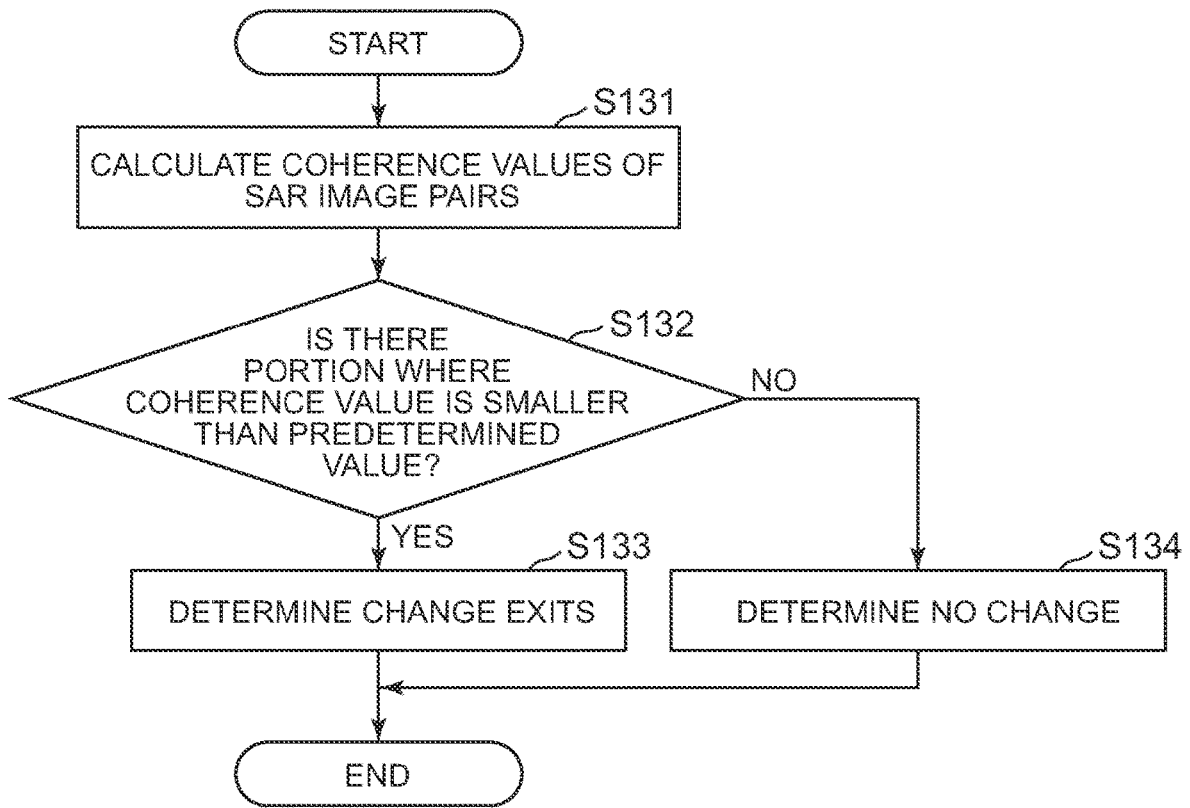 START
S131
CALCULATE COHERENCE VALUES OF
SAR IMAGE PAIRS
S132
IS THERE
PORTION WHERE
COHERENCE VALUE IS SMALLER
THAN PREDETERMINED
VALUE?
NO
YES
S133
DETERMINE CHANGE EXITS
S134
DETERMINE NO CHANGE
END